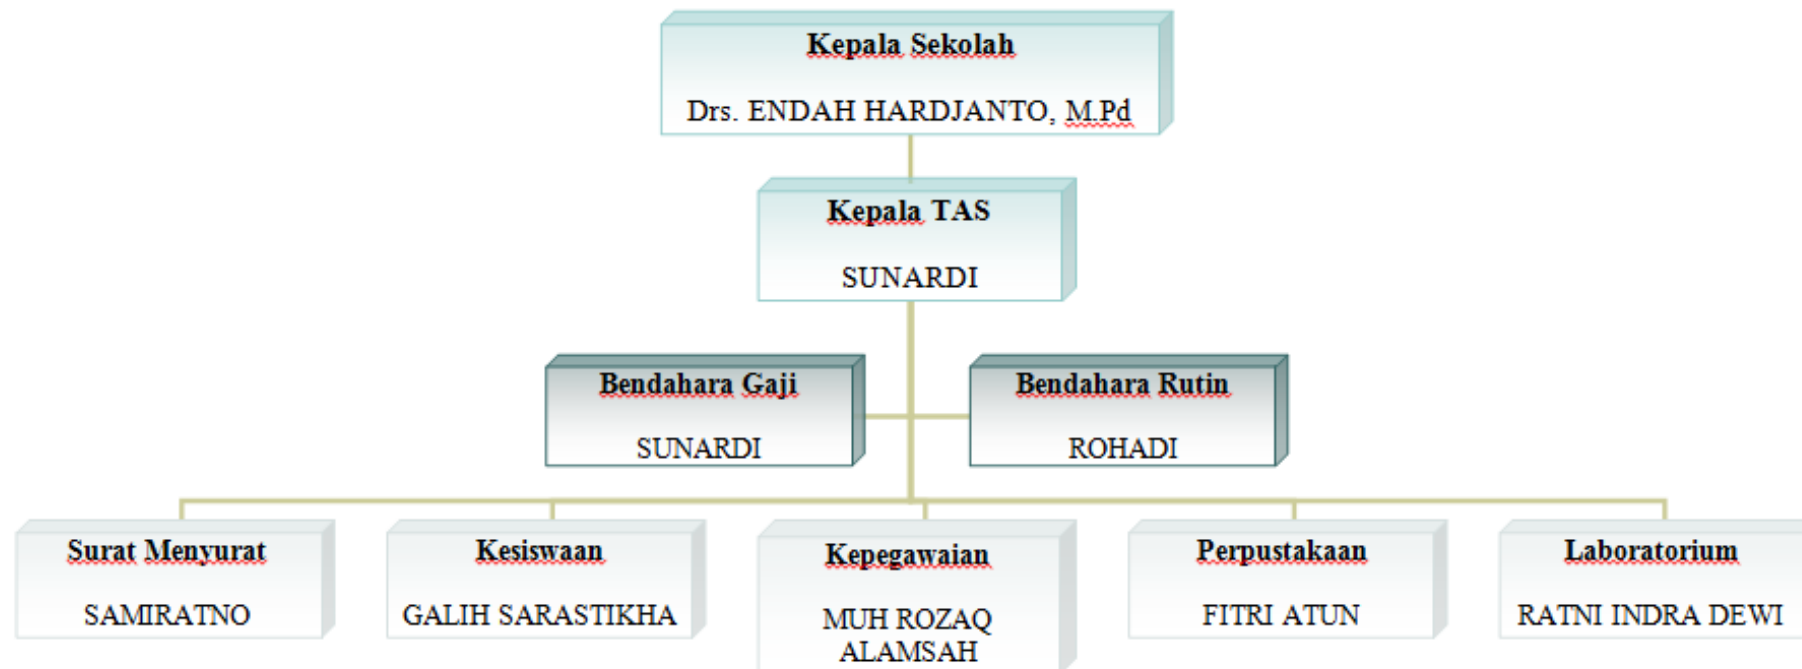 Kepala Sekolah
Drs. ENDAH HARDJANTO, M.Pd
Kepala TAS
SUNARDI
Bendahara Gaji
SUNARDI
Bendahara Rutin
ROHADI
Surat Menyurat
SAMIRATNO
Kesiswaan
GALIH SARASTIKHA
Kepegawaian
MUH ROZAQ
ALAMSAH
Perpustakaan
FITRI ATUN
Laboratorium
RATNI INDRA DEWI